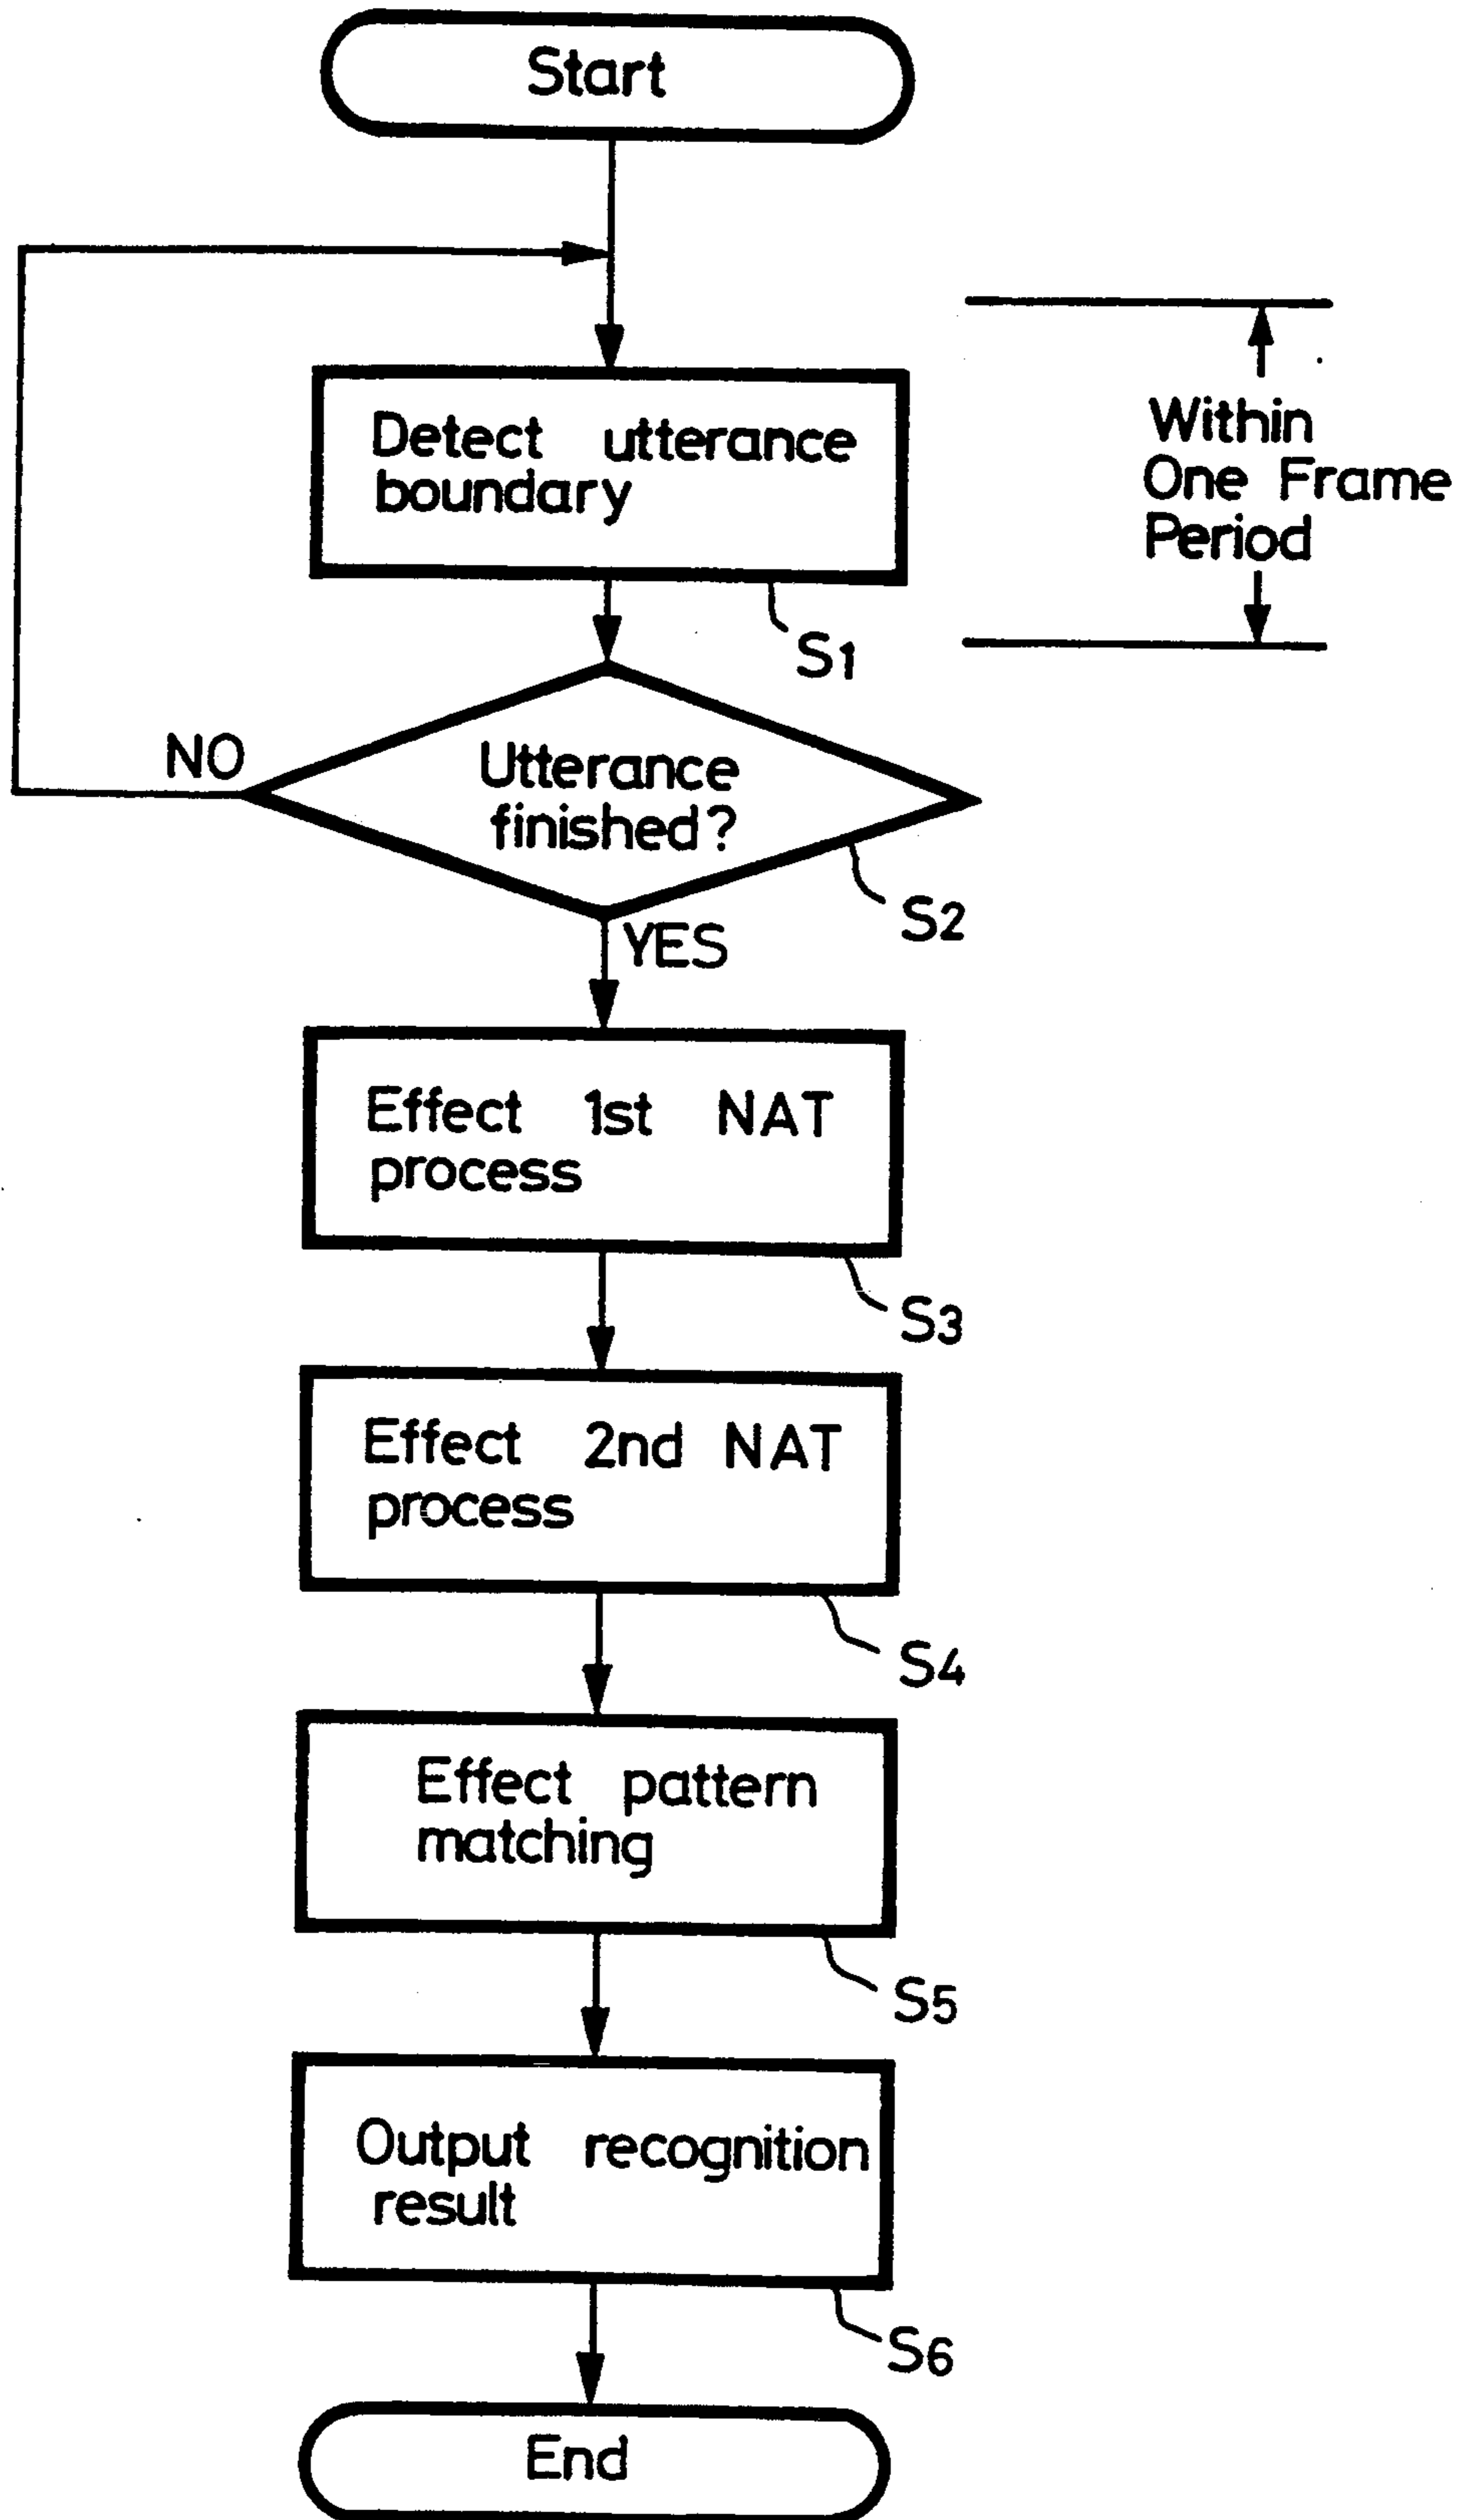 Start
Detect utterance
boundary
Within
One Frame
Period
S1
NO
Utterance
finished?
S2
YES
Effect 1st NAT
process
S3
Effect 2nd NAT
process
S4
Effect pattern
matching
S5
Output recognition
result
S6
End